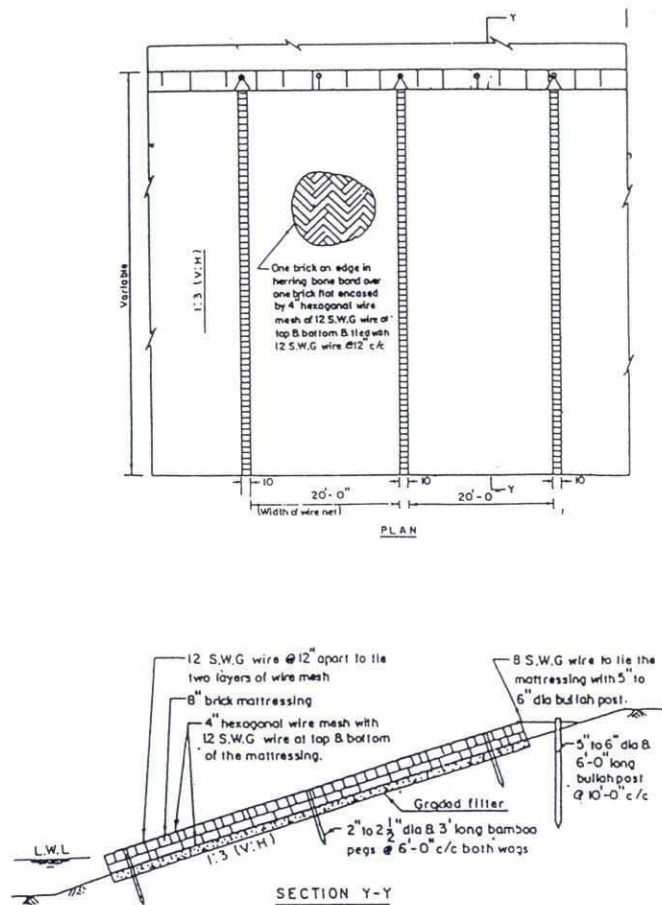 Y
Y
Variable
1:3 (V:H)
One brick on edge in
herring bone bond over
one brick flat encased
by 4" hexagonal wire
mesh of 12 S.W.G wire at
top & bottom & tied with
12 S.W.G wire @ 12" c/c
10
20'-0"
(Width of wire net)
10
Y
20'-0"
10
PLAN
12 S.W.G wire @ 12" apart to tie
two layers of wire mesh
8" brick mattressing
4" hexagonal wire mesh with
12 S.W.G wire at top & bottom
of the mattressing.
8 S.W.G wire to tie the
mattressing with 5" to
6" dia bullah post.
5" to 6" dia &
6'-0" long
bullah post
@ 10'-0" c/c
Graded filter
2" to 2 1/2" dia & 3' long bamboo
pegs @ 6'-0" c/c both ways
L.W.L
1:3 (V:H)
SECTION Y-Y